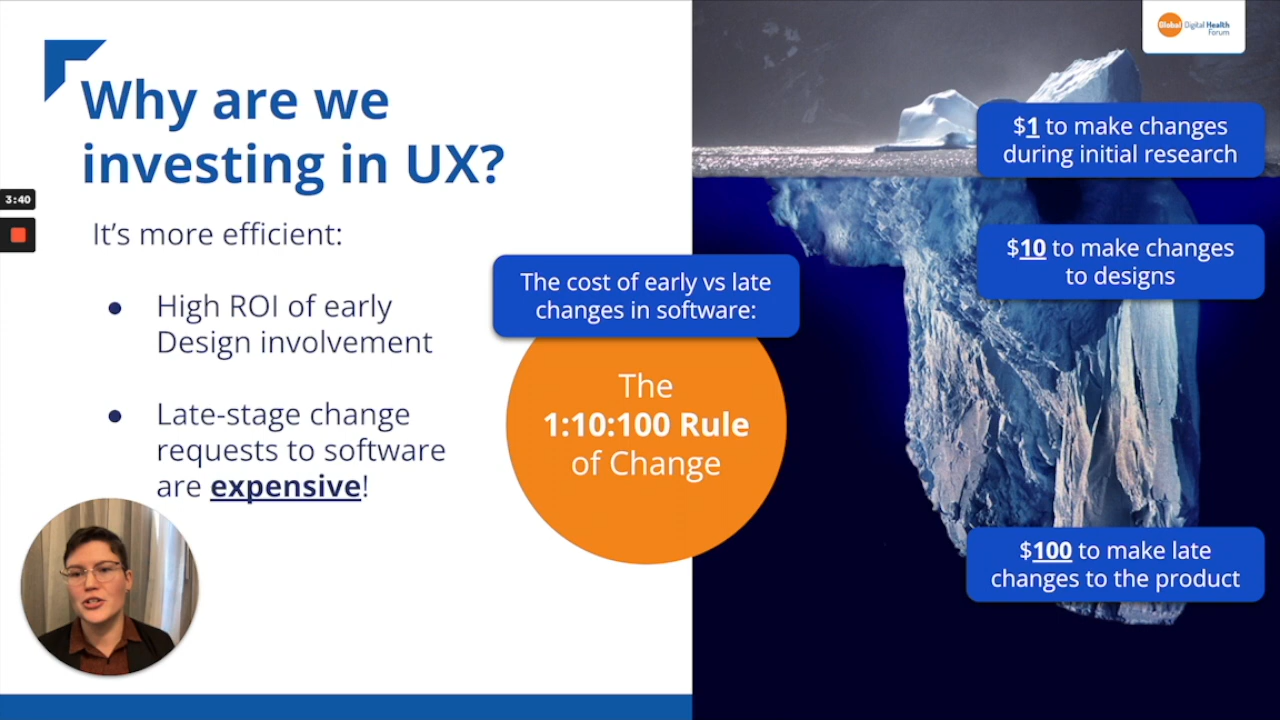 Why are we
investing in UX?
3:40
It’s more efficient:
● High ROI of early
Design involvement
● Late-stage change
requests to software
are expensive!
The cost of early vs late
changes in software:
The
1:10:100 Rule
of Change
Global Digital Health
Forum
$1 to make changes
during initial research
$10 to make changes
to designs
$100 to make late
changes to the product